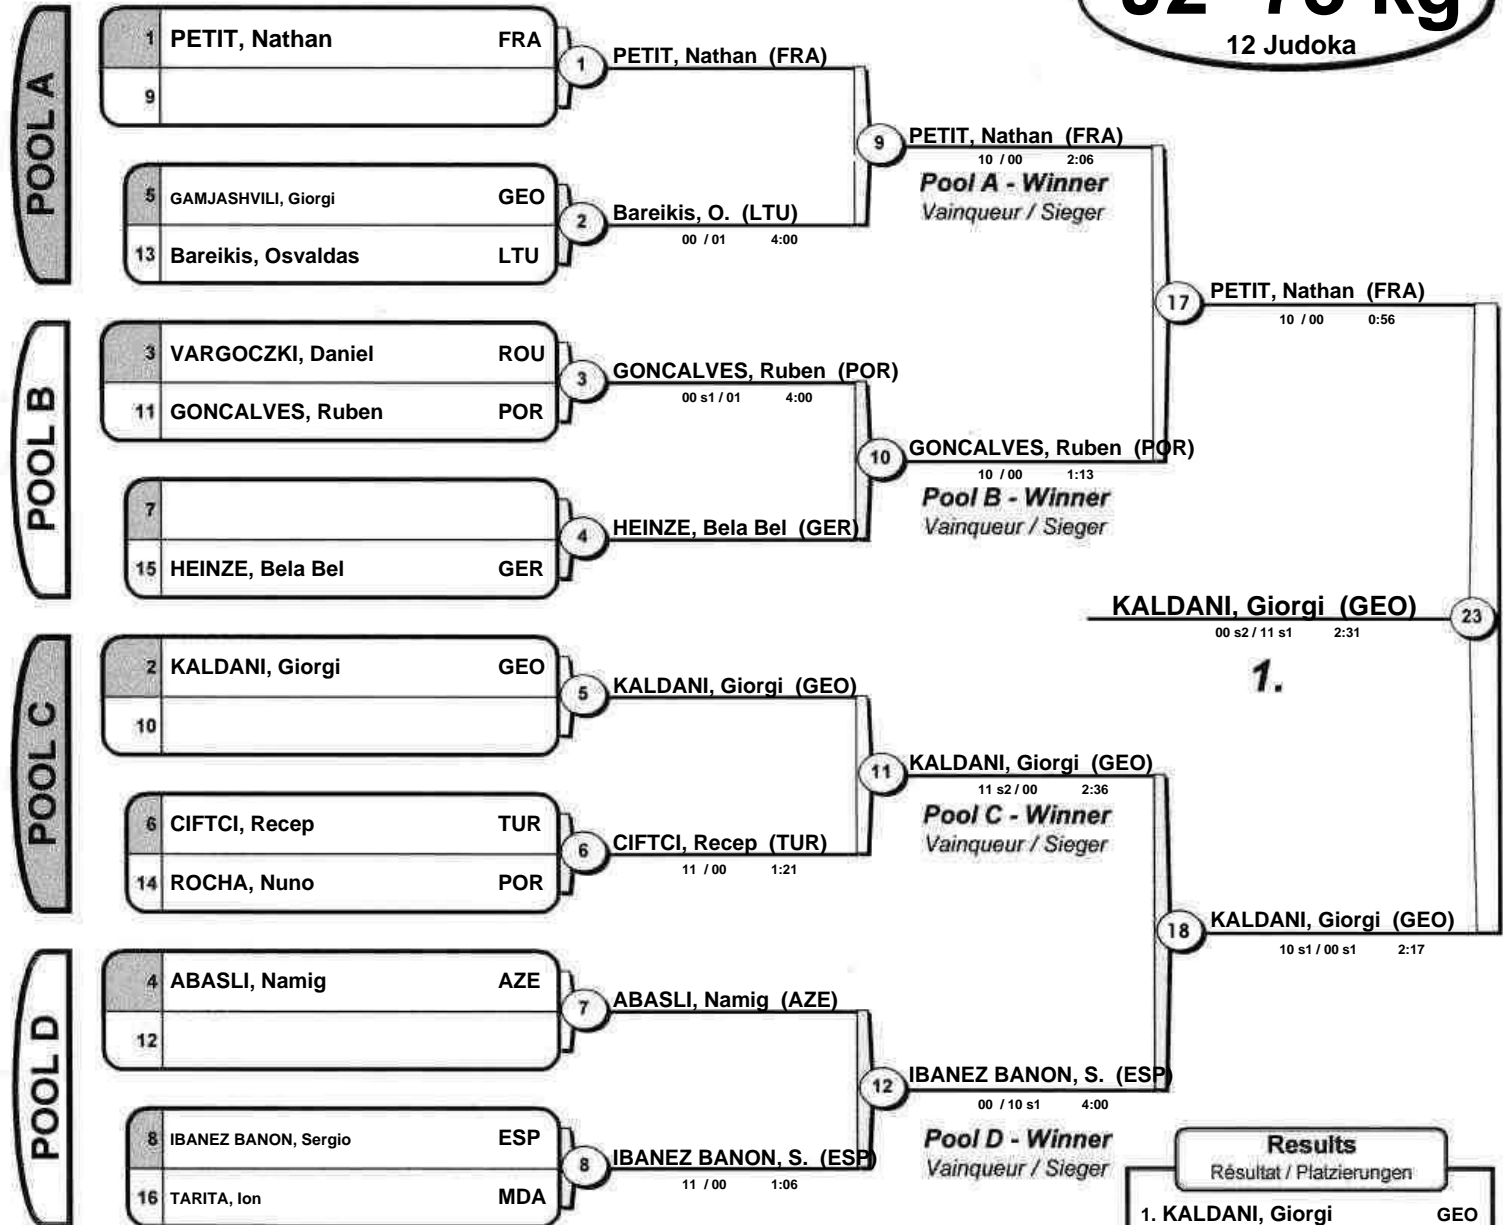 12 Judoka
POOL A
1 PETIT, Nathan FRA
9
1 PETIT, Nathan (FRA)
5 GAMJASHVILI, Giorgi GEO
13 Bareikis, Osvaldas LTU
2 Bareikis, O. (LTU)
00 / 01 4:00
9 PETIT, Nathan (FRA)
10 / 00 2:06
Pool A - Winner
Vainqueur / Sieger
POOL B
3 VARGOCZKI, Daniel ROU
11 GONCALVES, Ruben POR
3 GONCALVES, Ruben (POR)
00 s1 / 01 4:00
7
15 HEINZE, Bela Bel GER
4 HEINZE, Bela Bel (GER)
10 GONCALVES, Ruben (POR)
10 / 00 1:13
Pool B - Winner
Vainqueur / Sieger
17 PETIT, Nathan (FRA)
10 / 00 0:56
KALDANI, Giorgi (GEO) 23
00 s2 / 11 s1 2:31
1.
POOL C
2 KALDANI, Giorgi GEO
10
5 KALDANI, Giorgi (GEO)
6 CIFTCI, Recep TUR
14 ROCHA, Nuno POR
6 CIFTCI, Recep (TUR)
11 / 00 1:21
11 KALDANI, Giorgi (GEO)
11 s2 / 00 2:36
Pool C - Winner
Vainqueur / Sieger
POOL D
4 ABASLI, Namig AZE
12
7 ABASLI, Namig (AZE)
8 IBANEZ BANON, Sergio ESP
16 TARITA, Ion MDA
8 IBANEZ BANON, S. (ESP)
11 / 00 1:06
12 IBANEZ BANON, S. (ESP)
00 / 10 s1 4:00
Pool D - Winner
Vainqueur / Sieger
18 KALDANI, Giorgi (GEO)
10 s1 / 00 s1 2:17
Results
Résultat / Platzierungen
1. KALDANI, Giorgi GEO